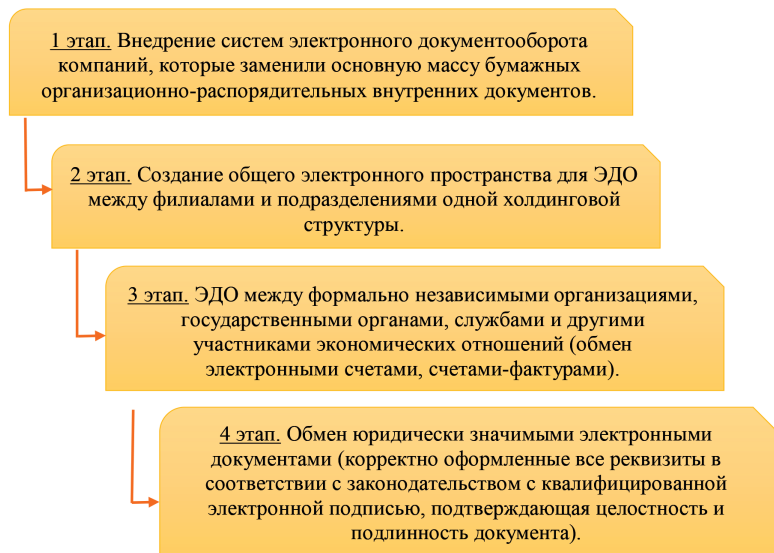 1 этап. Внедрение систем электронного документооборота
компаний, которые заменили основную массу бумажных
организационно-распорядительных внутренних документов.
2 этап. Создание общего электронного пространства для ЭДО
между филиалами и подразделениями одной холдинговой
структуры.
3 этап. ЭДО между формально независимыми организациями,
государственными органами, службами и другими
участниками экономических отношений (обмен
электронными счетами, счетами-фактурами).
4 этап. Обмен юридически значимыми электронными
документами (корректно оформленные все реквизиты в
соответствии с законодательством с квалифицированной
электронной подписью, подтверждающая целостность и
подлинность документа).